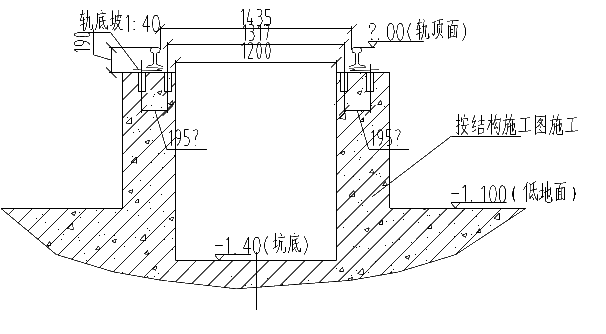 1435
轨底坡1:40
1317
?.00(轨顶面)
190
1200
按结构施工图施工
195?
195?
-1.100(低地面)
-1.40(坑底)